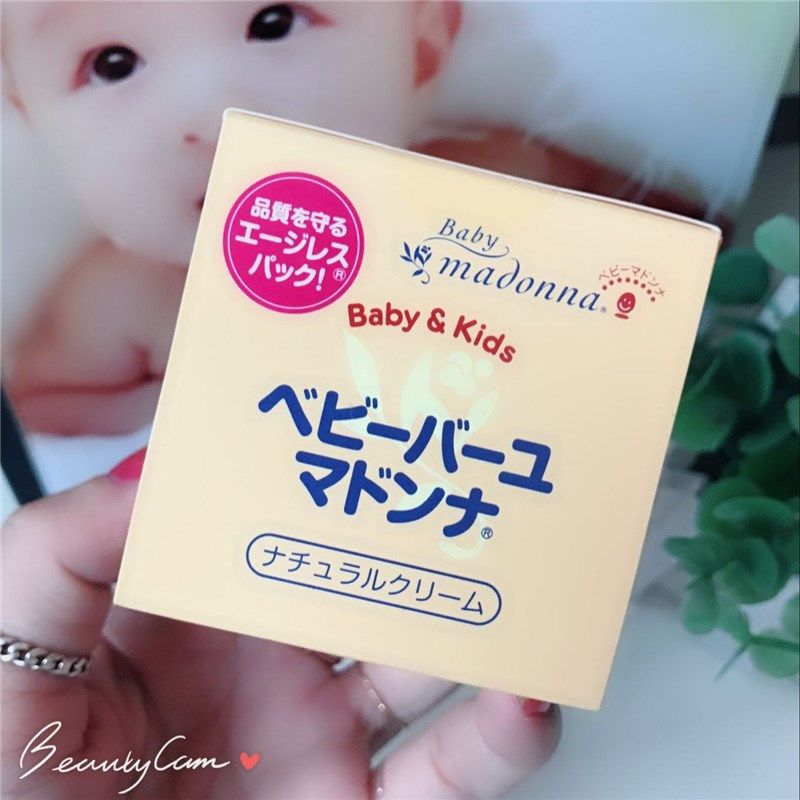 品質を守る
エージレス
パック!®
Baby
madonna®
ベビーマドンナ
Baby & Kids
ベビーバーユ
マドンナ®
ナチュラルクリーム
BeautyCam